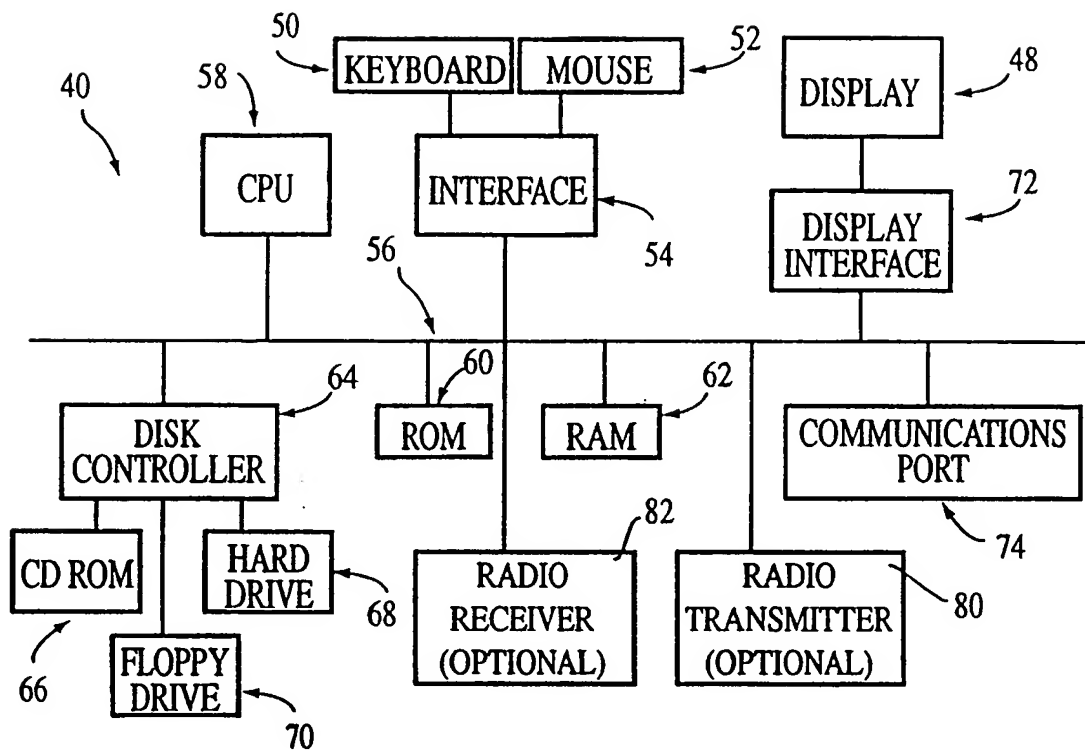 50
52
KEYBOARD
MOUSE
48
58
DISPLAY
40
CPU
INTERFACE
72
54
DISPLAY
INTERFACE
56
64
60
62
DISK
CONTROLLER
ROM
RAM
COMMUNICATIONS
PORT
74
82
CD ROM
HARD
DRIVE
68
RADIO
RECEIVER
(OPTIONAL)
RADIO
TRANSMITTER
(OPTIONAL)
80
66
FLOPPY
DRIVE
70